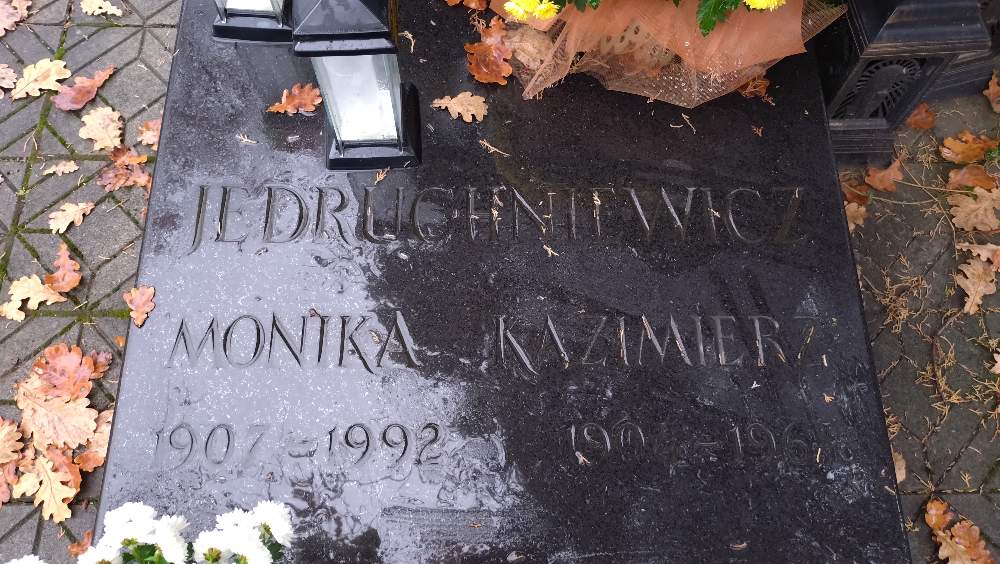 JEDRUCHNIEWICZ
MONIKA KAZIMIERZ
1907 - 1992